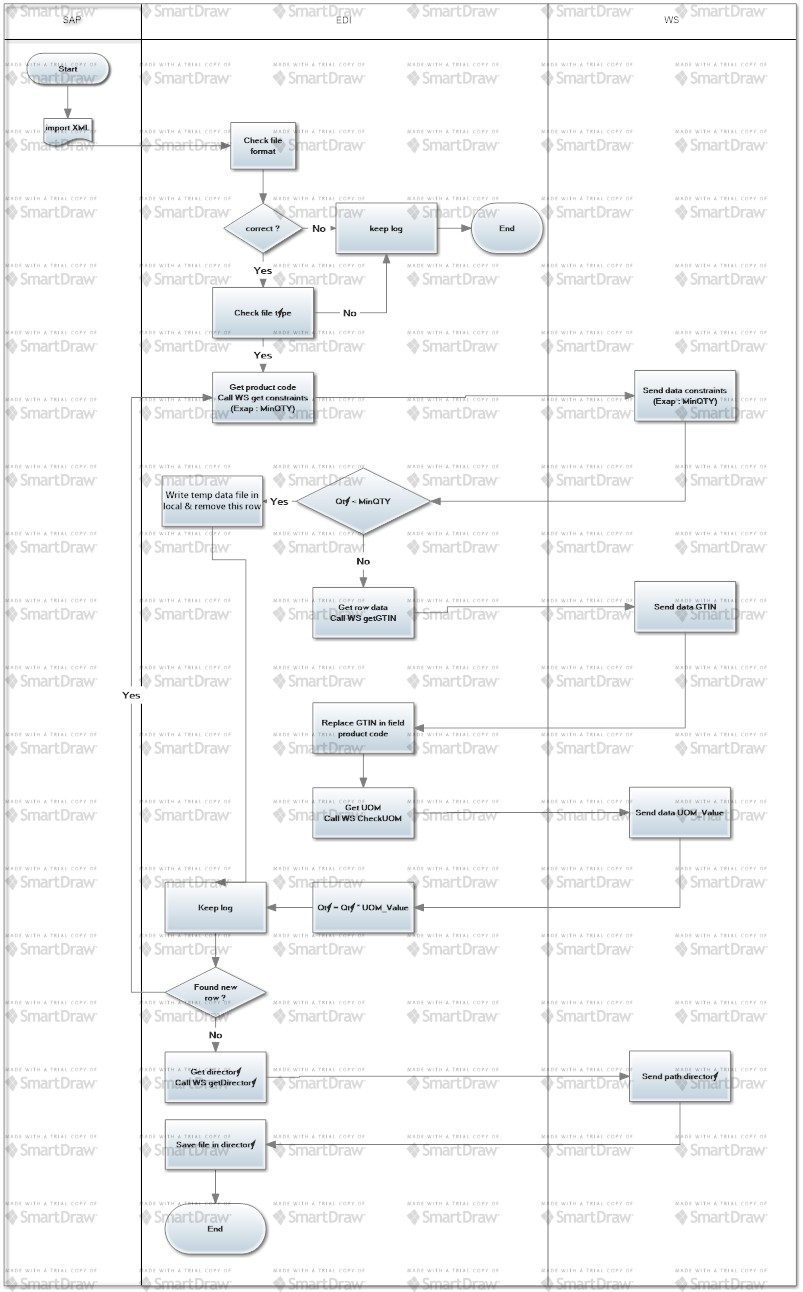 SAP
EDI
WS
Start
import XML
Check file
format
correct ?
No
keep log
End
Yes
Check file type
No
Yes
Get product code
Call WS get constraints
(Exap : MinQTY)
Send data constraints
(Exap : MinQTY)
Write temp data file in
local & remove this row
Yes
Qty < MinQTY
No
Get row data
Call WS getGTIN
Send data GTIN
Yes
Replace GTIN in field
product code
Get UOM
Call WS CheckUOM
Send data UOM_Value
Keep log
Qty = Qty * UOM_Value
Found new
row ?
No
Get directory
Call WS getDirectory
Send path directory
Save file in directory
End
MADE WITH A TRIAL COPY OF
SmartDraw